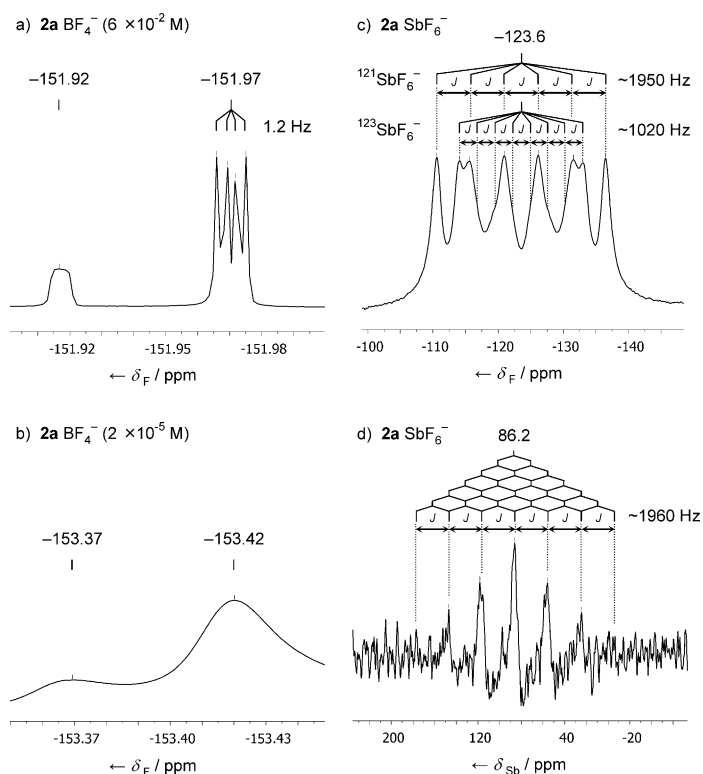 a) 2a BF₄⁻ (6 ×10⁻² M)
−151.92
−151.97
1.2 Hz
-151.92
-151.95
-151.98
← δF / ppm
b) 2a BF₄⁻ (2 ×10⁻⁵ M)
−153.37
−153.42
-153.37
-153.40
-153.43
← δF / ppm
c) 2a SbF₆⁻
−123.6
¹²¹SbF₆⁻
J J J J J
~1950 Hz
¹²³SbF₆⁻
J J J J J J J
~1020 Hz
-100
-110
-120
-130
-140
← δF / ppm
d) 2a SbF₆⁻
86.2
J J J J J J
~1960 Hz
200
120
40
-20
← δSb / ppm